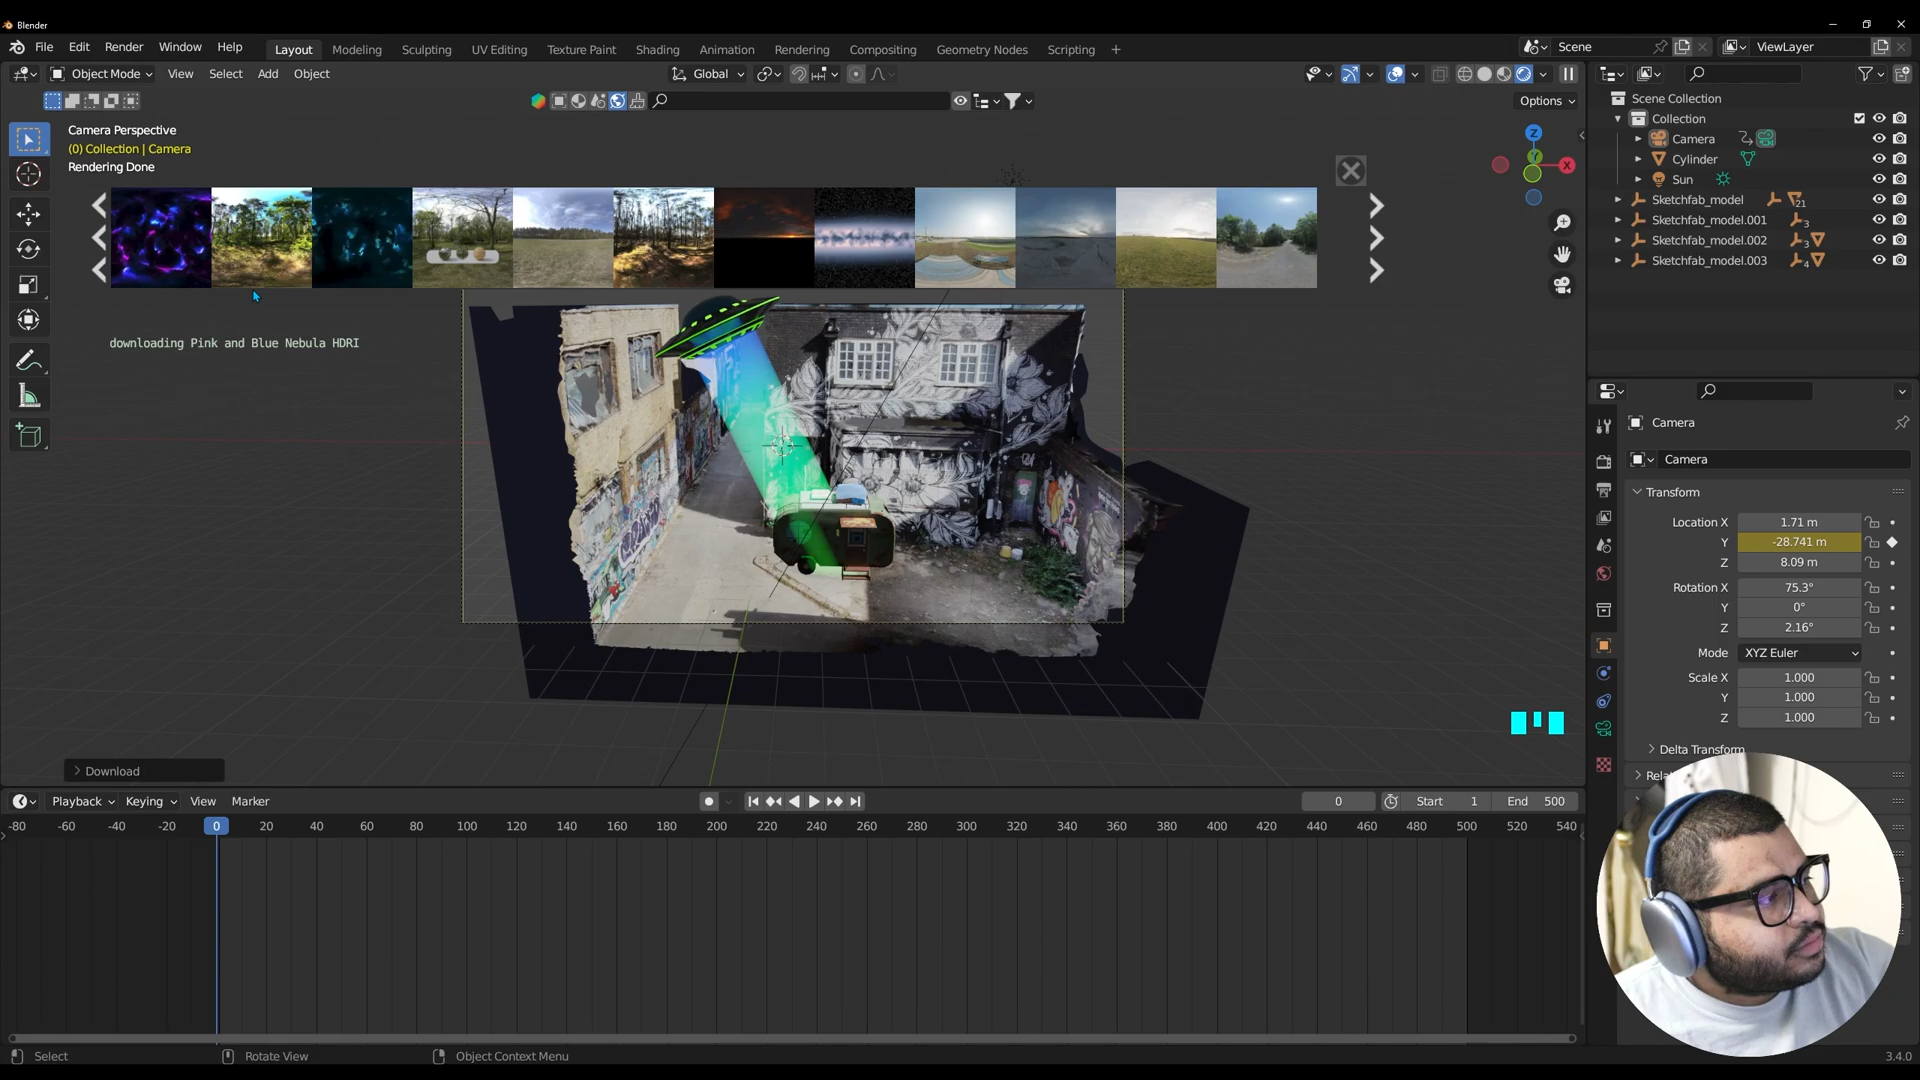 Blender
File Edit Render Window Help Layout Modeling Sculpting UV Editing Texture Paint Shading Animation Rendering Compositing Geometry Nodes Scripting + Scene ViewLayer
Object Mode View Select Add Object Global
Options
Camera Perspective
(0) Collection | Camera
Rendering Done
Z
Y
X
downloading Pink and Blue Nebula HDRI
> Download
Scene Collection
Collection
Camera
Cylinder
Sun
Sketchfab_model 21
Sketchfab_model.001 3
Sketchfab_model.002 3
Sketchfab_model.003 4
Camera
Camera
Transform
Location X 1.71 m
Y -28.741 m
Z 8.09 m
Rotation X 75.3°
Y 0°
Z 2.16°
Mode XYZ Euler
Scale X 1.000
Y 1.000
Z 1.000
Delta Transform
Playback Keying View Marker 0 Start 1 End 500
-80 -60 -40 -20 0 20 40 60 80 100 120 140 160 180 200 220 240 260 280 300 320 340 360 380 400 420 440 460 480 500 520 540
Select Rotate View Object Context Menu 3.4.0